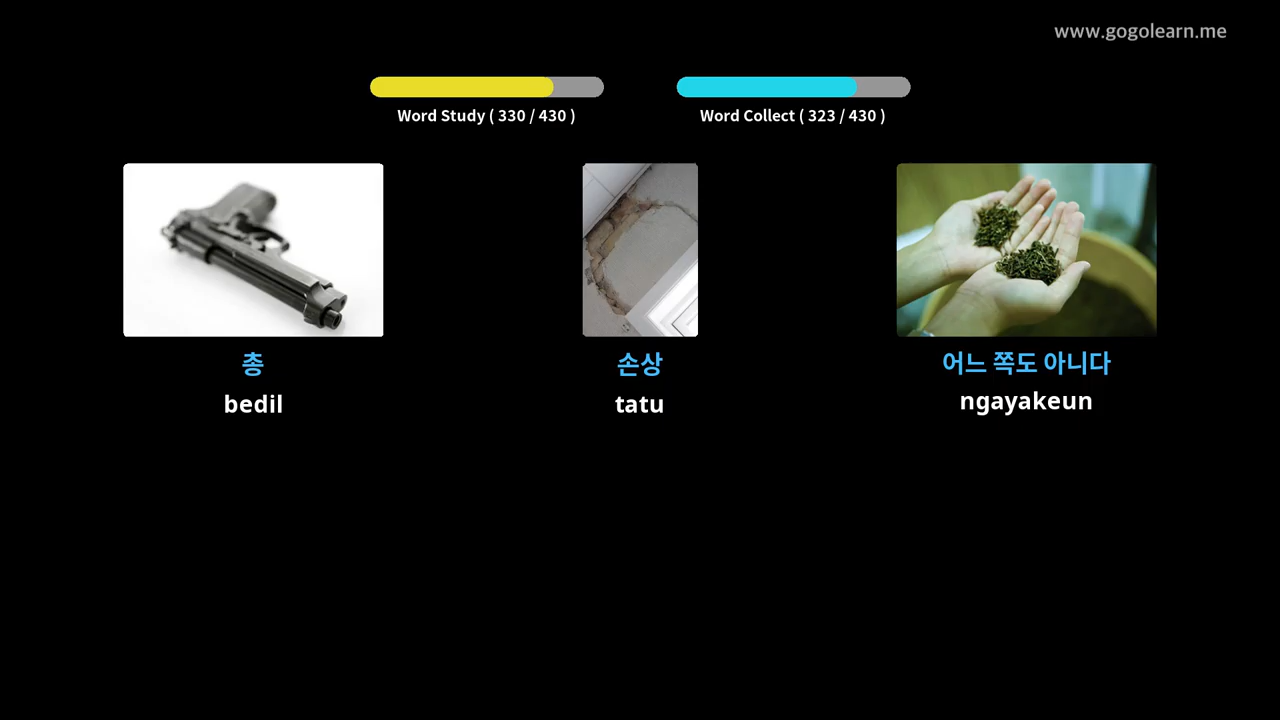 www.gogolearn.me
Word Study ( 330 / 430 )
Word Collect ( 323 / 430 )
총
손상
어느 쪽도 아니다
bedil
tatu
ngayakeun